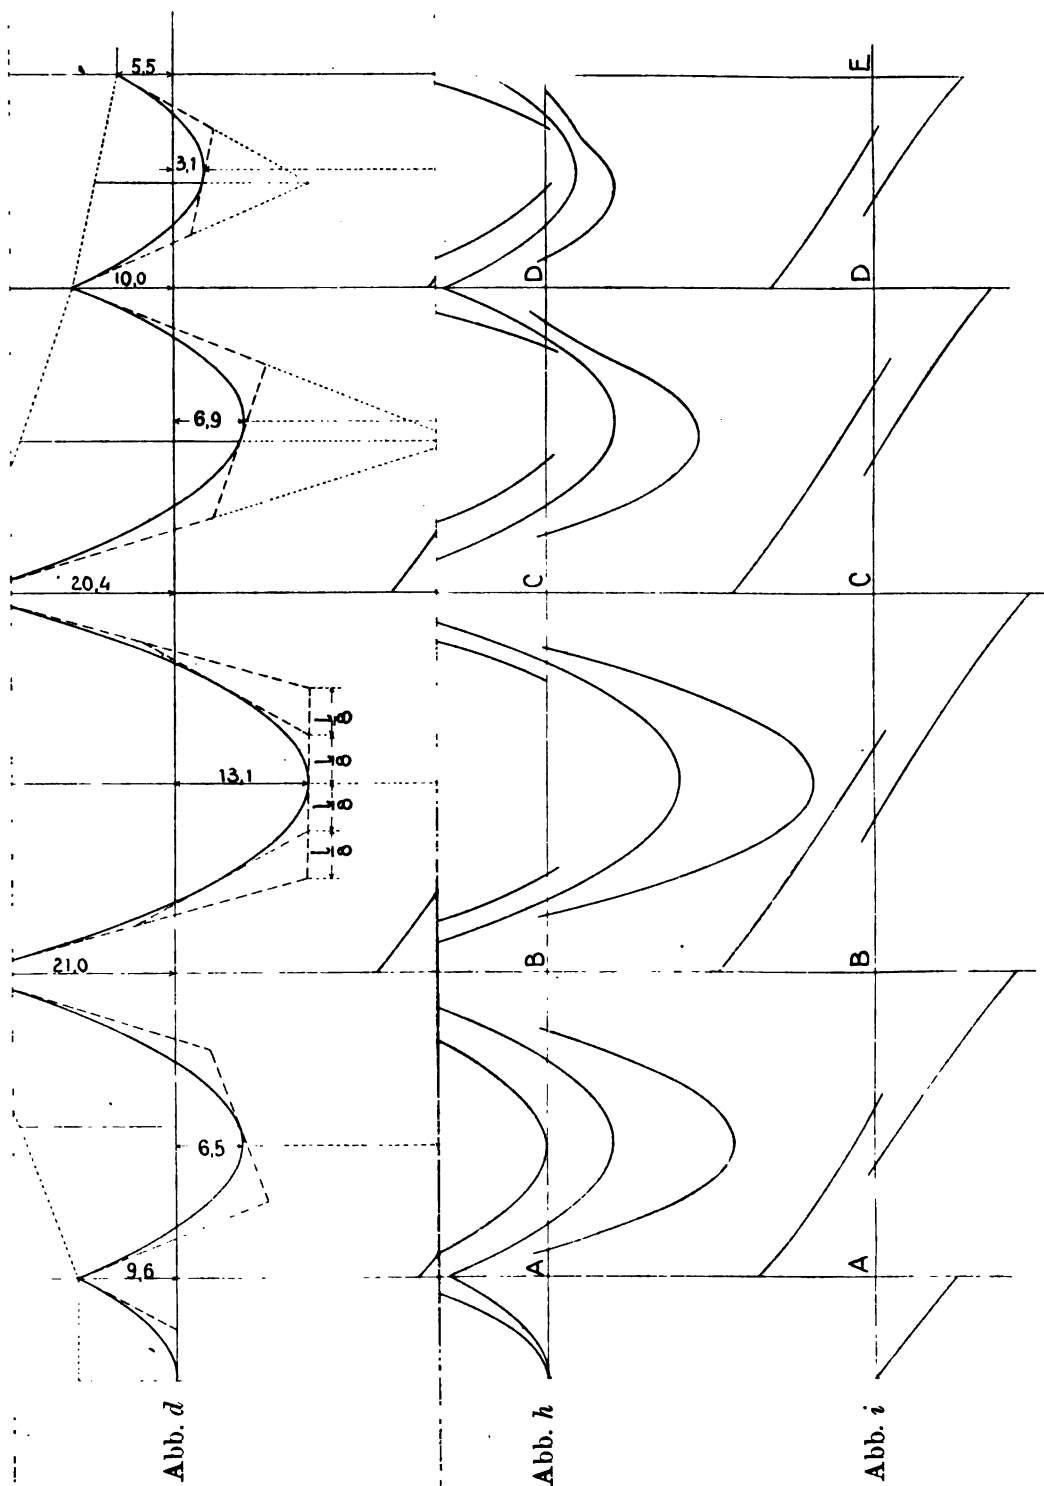 Abb. d
9,6
6,5
21,0
13,1
l/8 l/8 l/8 l/8
20,4
6,9
10,0
3,1
5,5
Abb. h
A B C D
Abb. i
A B C D E